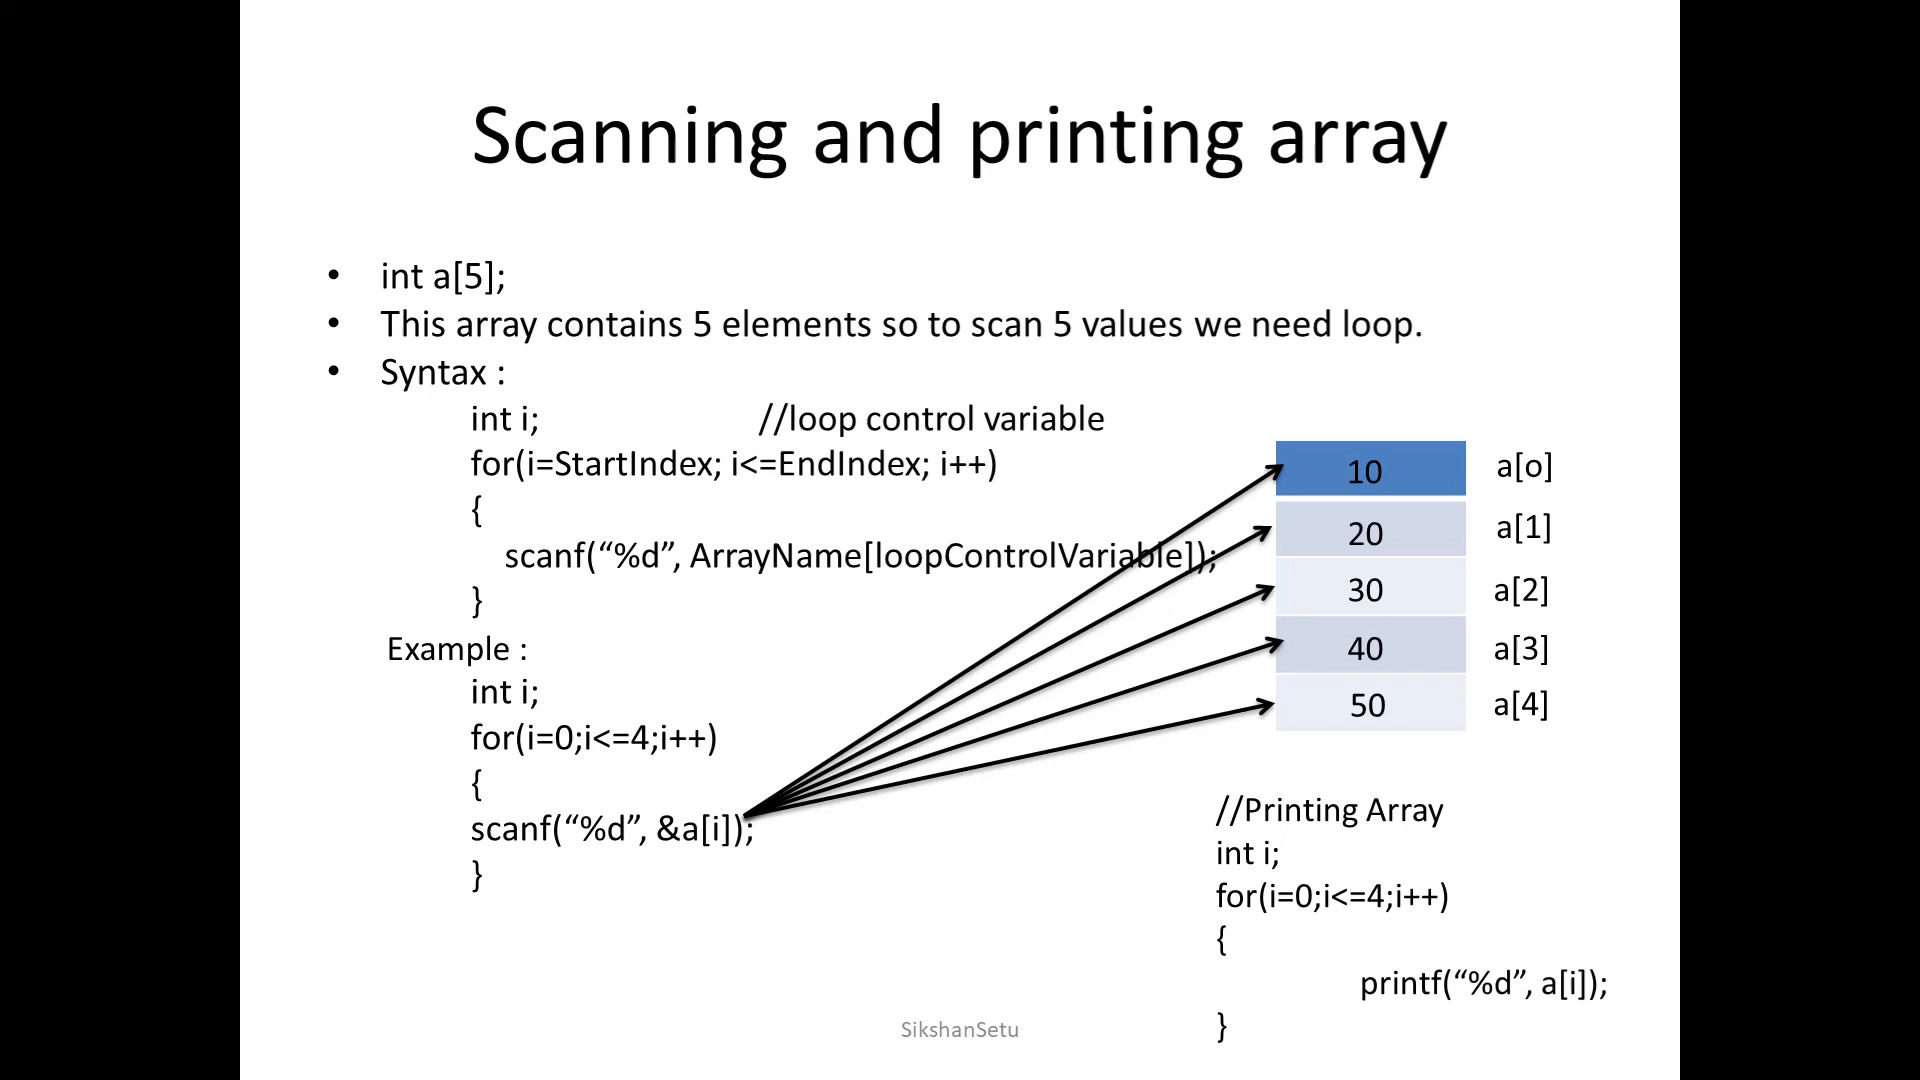 Scanning and printing array
• int a[5];
• This array contains 5 elements so to scan 5 values we need loop.
• Syntax :
int i; //loop control variable
for(i=StartIndex; i<=EndIndex; i++)
{
scanf(“%d”, ArrayName[loopControlVariable]);
}
Example :
int i;
for(i=0;i<=4;i++)
{
scanf(“%d”, &a[i]);
}
10 a[o]
20 a[1]
30 a[2]
40 a[3]
50 a[4]
//Printing Array
int i;
for(i=0;i<=4;i++)
{
printf(“%d”, a[i]);
}
SikshanSetu